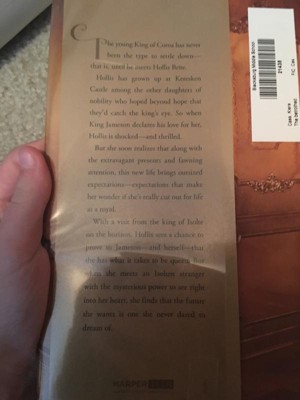 The young King of Coroa has never
been the type to settle down—
that is, until he meets Hollis Brite.
Hollis has grown up at Keresken
Castle among the other daughters of
nobility who hoped beyond hope that
they'd catch the king's eye. So when
King Jameson declares his love for her,
Hollis is shocked—and thrilled.
But she soon realizes that along with
the extravagant presents and fawning
attention, this new life brings
expectations—expectations that make
her wonder if she's really cut out for life
as a royal.
With a visit from the king of Isolte
on the horizon, Hollis sees a chance to
prove to Jameson—and herself—that
she has what it takes to be queen. But
when she meets an Isolten stranger
with the mysterious power to see right
into her heart, she finds that the future
she wants is one she never dared to
dream of.
HARPER
Blacksburg Middle School
21428
FIC Cas
Cass, Kiera
The betrothed